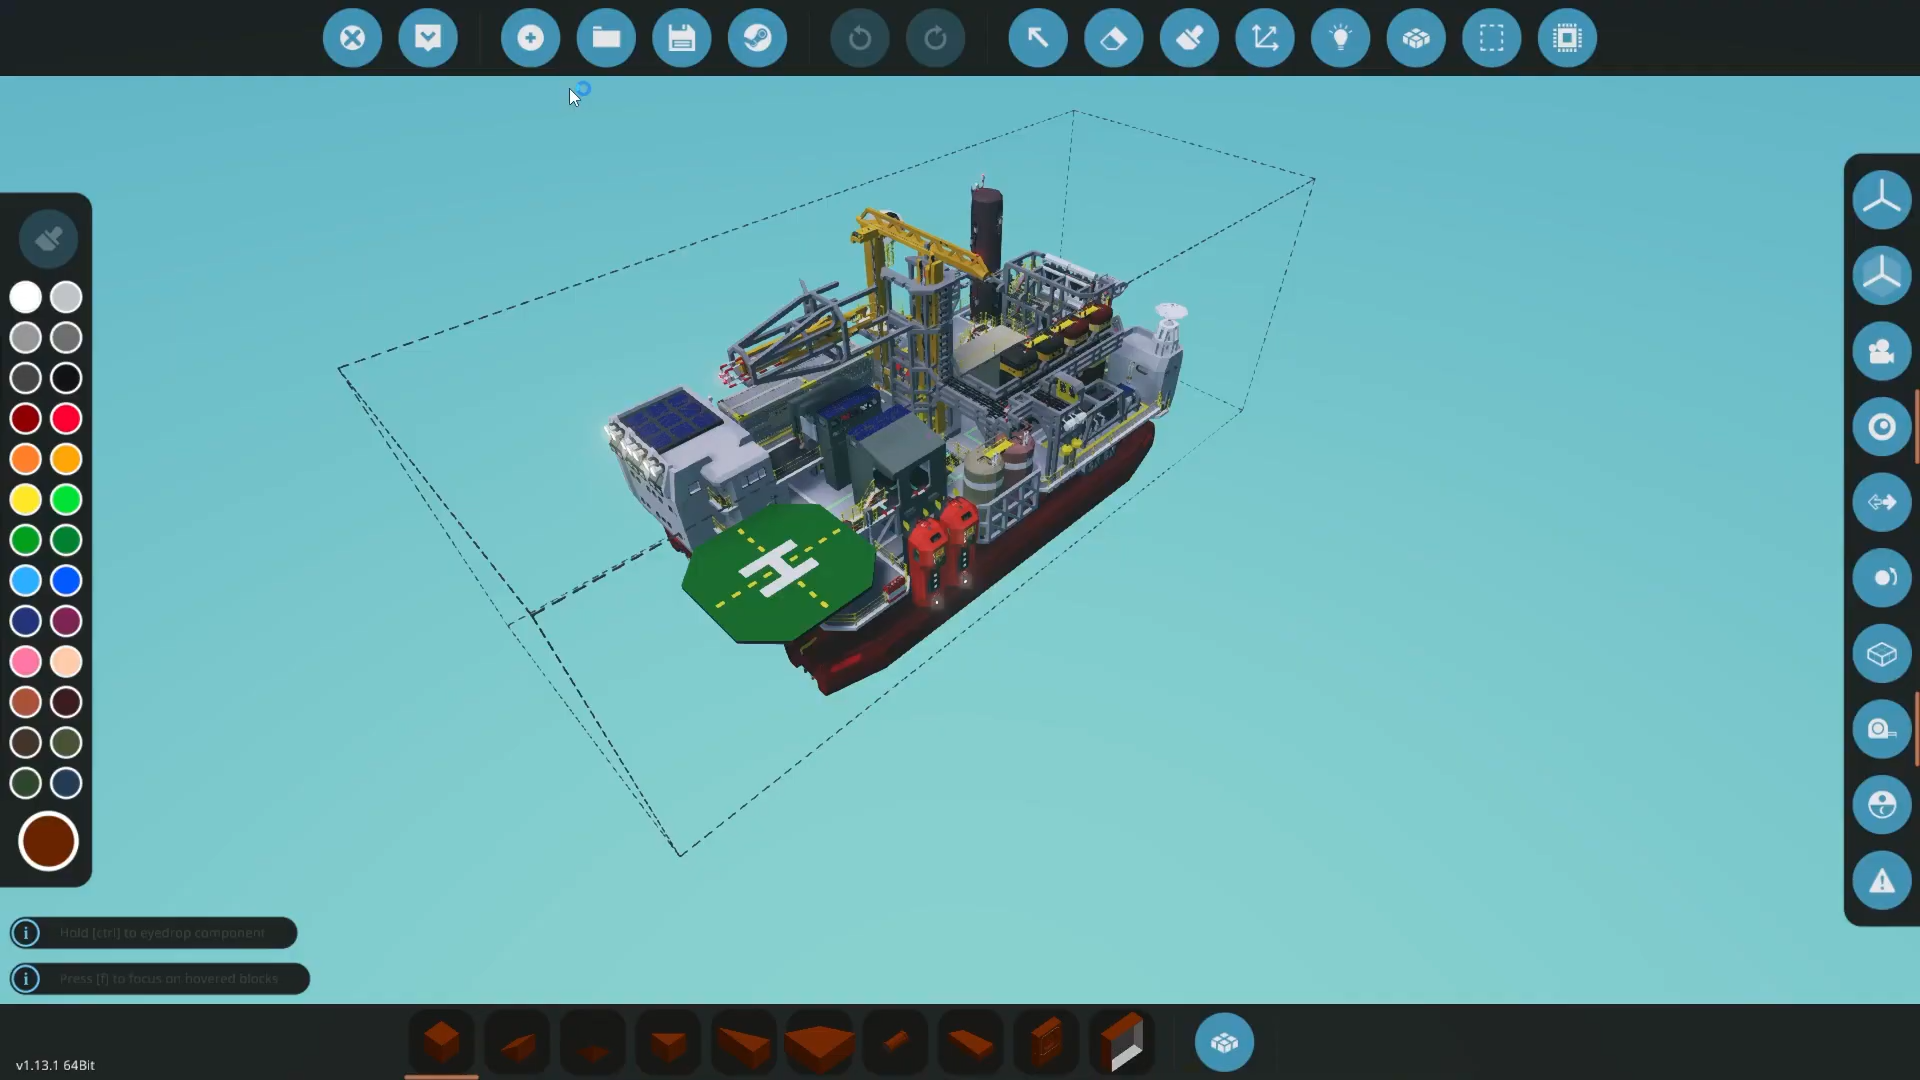 H
Hold [ctrl] to eyedrop component
Press [f] to focus on hovered blocks
v1.13.1 64Bit